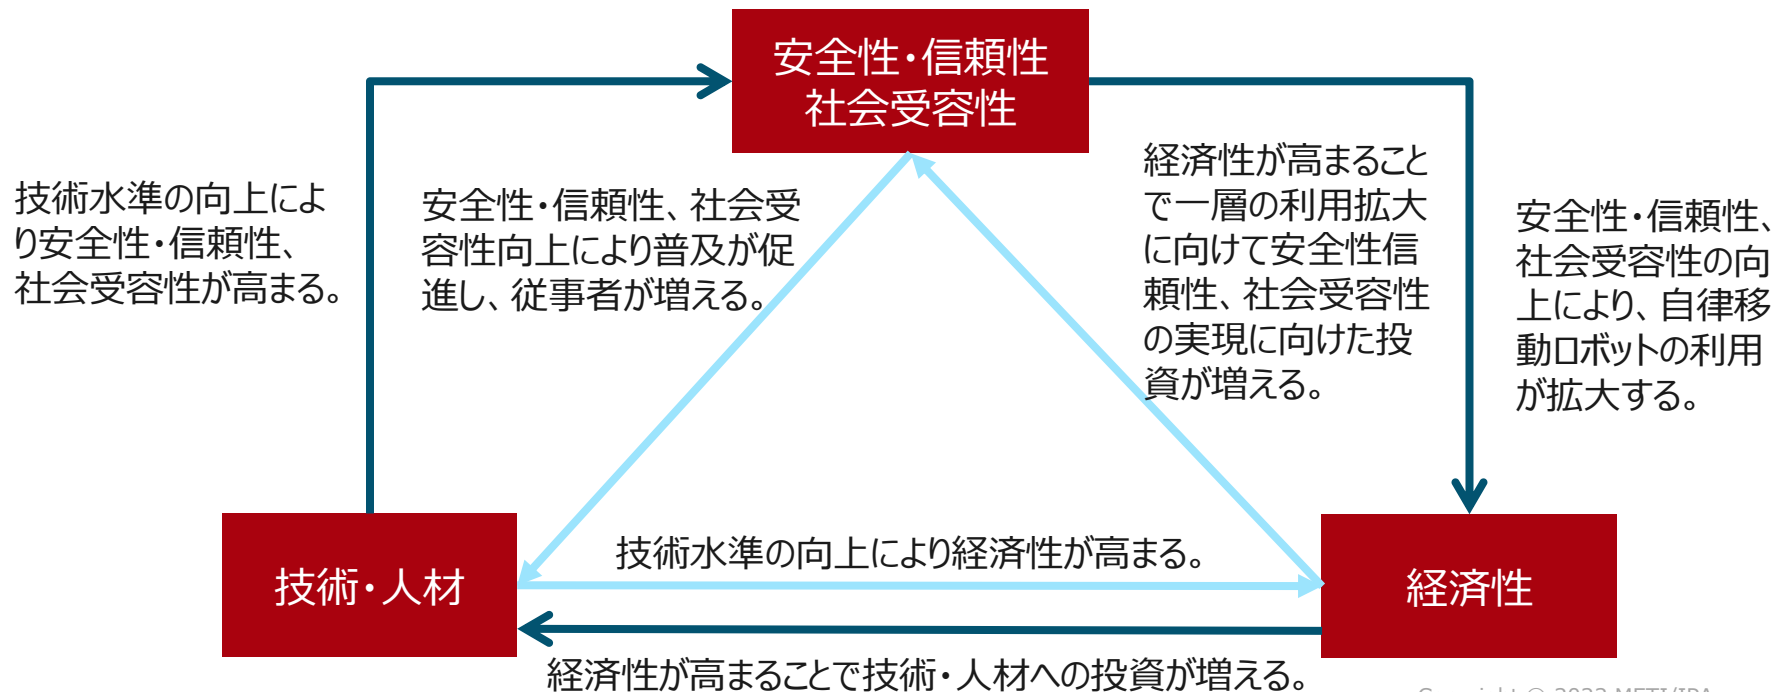 安全性・信頼性
社会受容性
技術水準の向上によ
り安全性・信頼性、
社会受容性が高まる。
安全性・信頼性、社会受
容性向上により普及が促
進し、従事者が増える。
経済性が高まること
で一層の利用拡大
に向けて安全性信
頼性、社会受容性
の実現に向けた投
資が増える。
安全性・信頼性、
社会受容性の向
上により、自律移
動ロボットの利用
が拡大する。
技術水準の向上により経済性が高まる。
技術・人材
経済性
経済性が高まることで技術・人材への投資が増える。
Copyright © 2023 METI/IPA